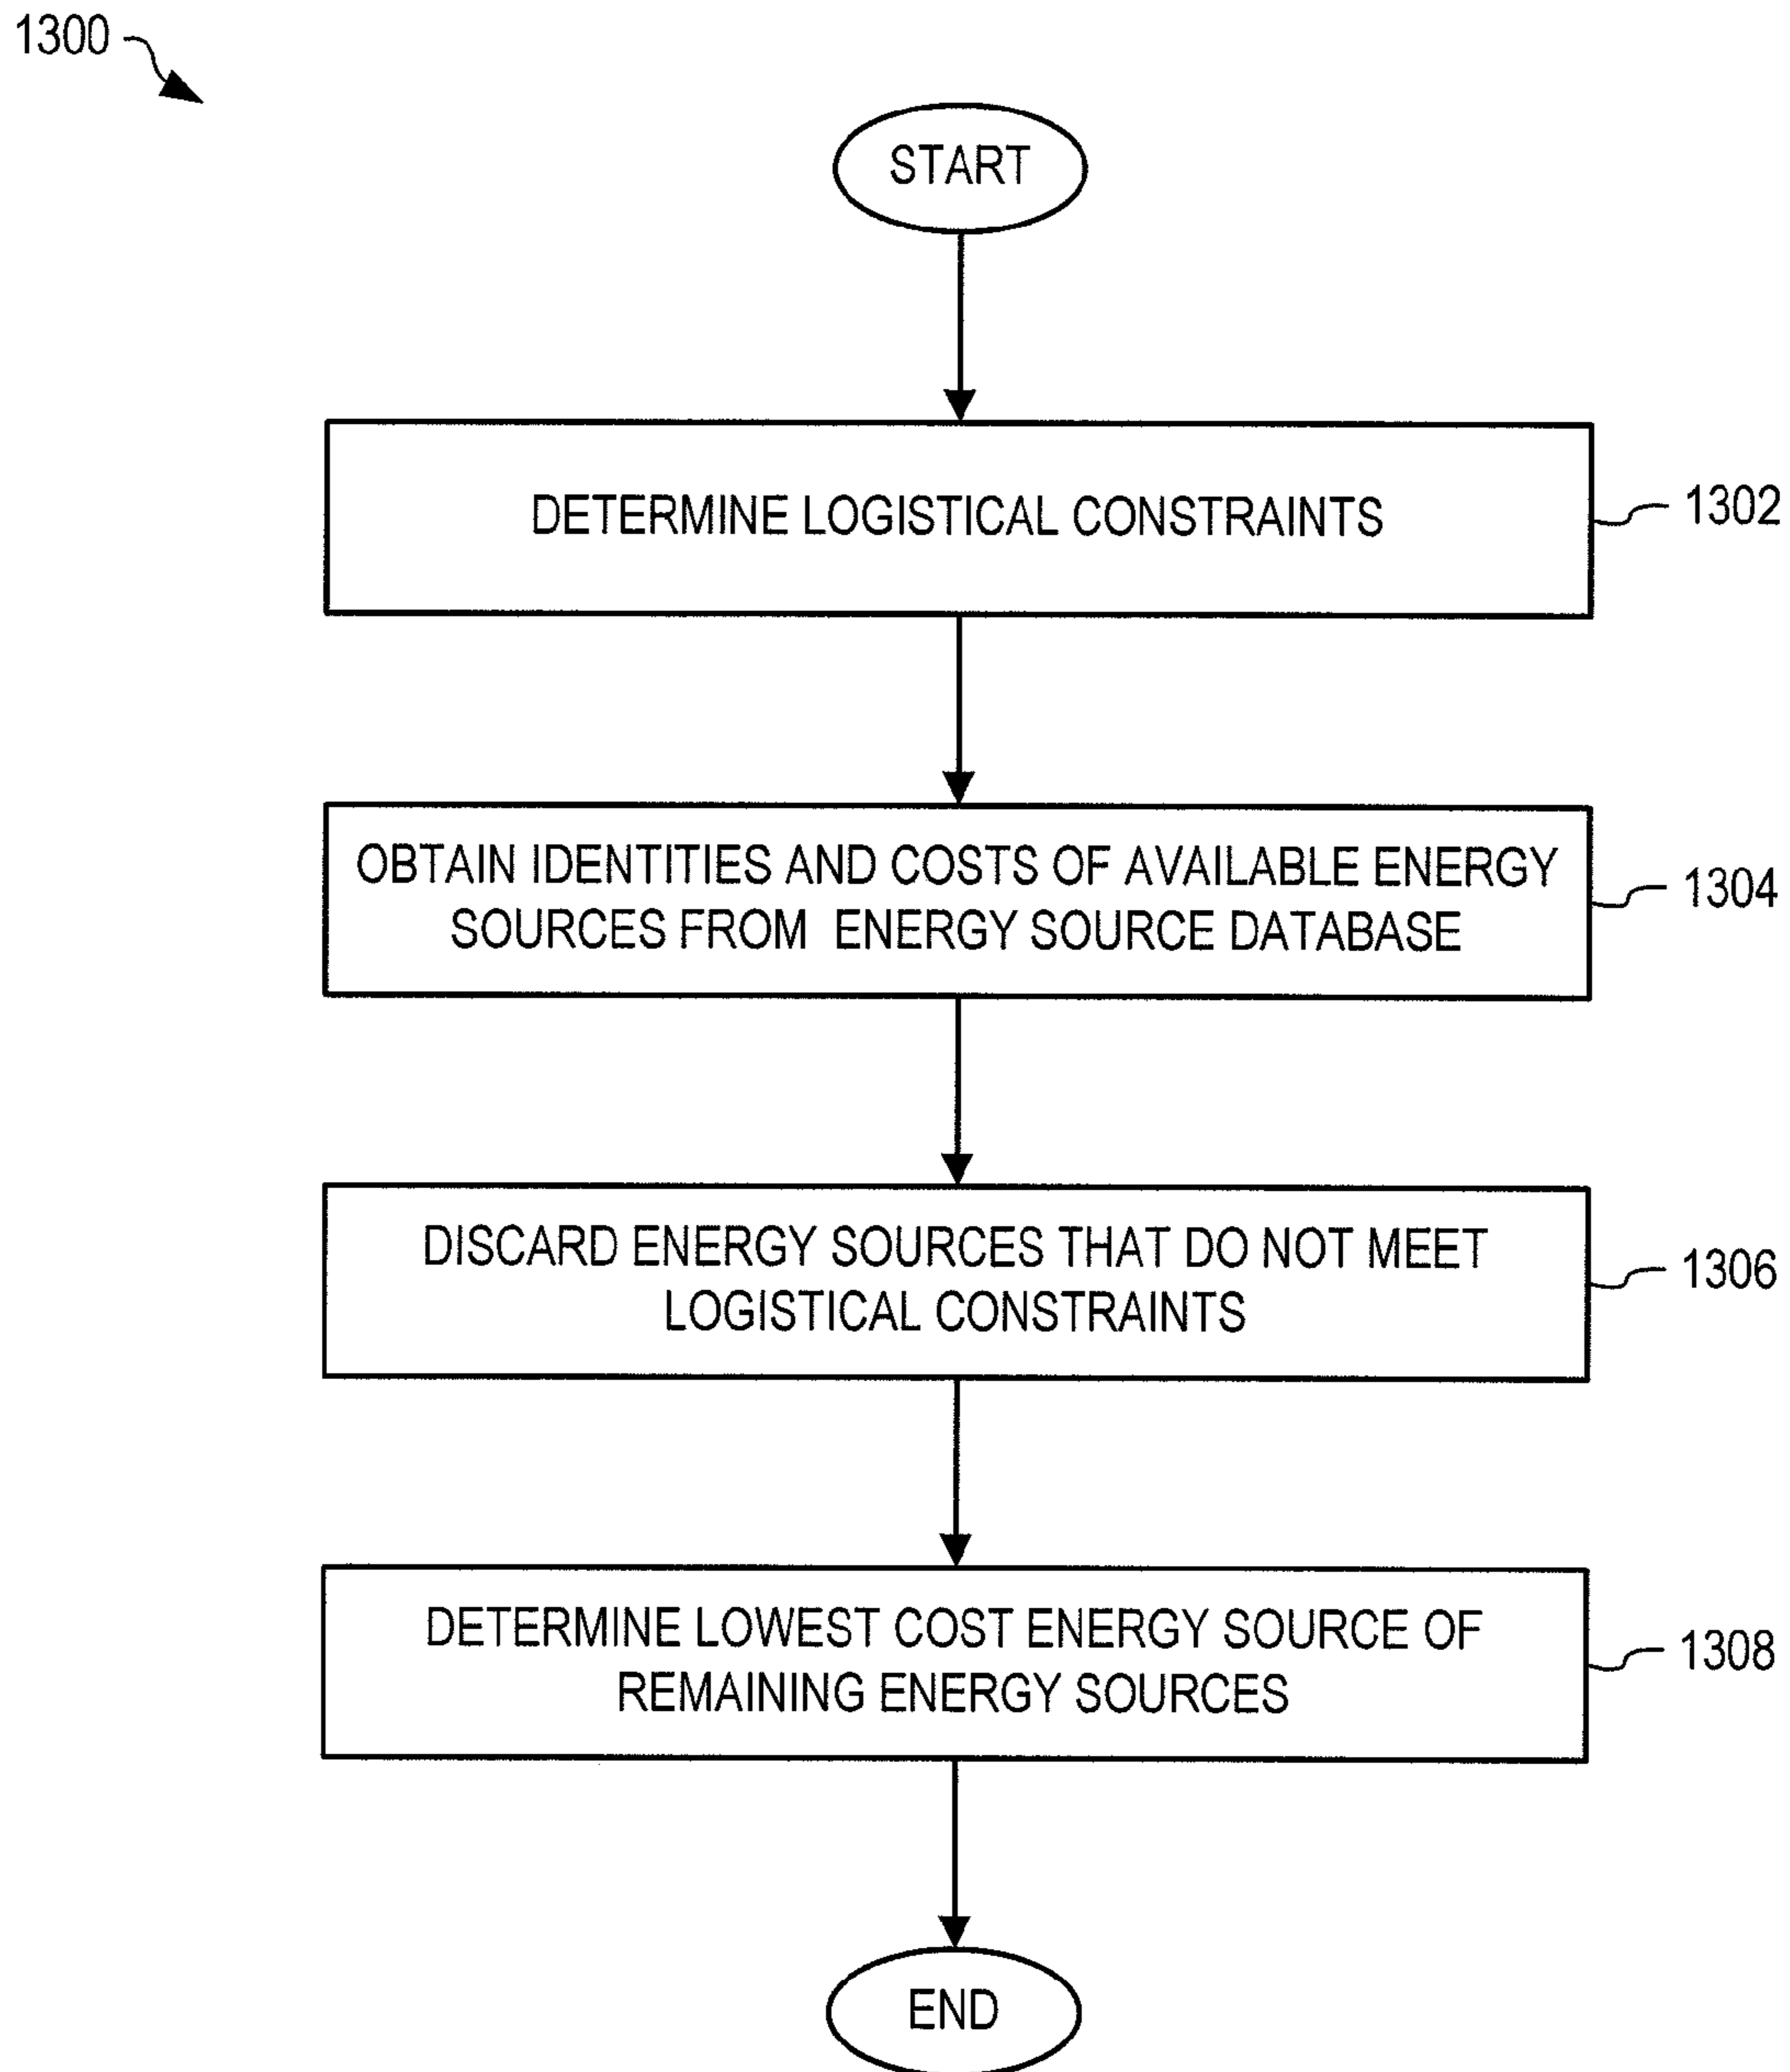 1300
START
DETERMINE LOGISTICAL CONSTRAINTS
1302
OBTAIN IDENTITIES AND COSTS OF AVAILABLE ENERGY
SOURCES FROM ENERGY SOURCE DATABASE
1304
DISCARD ENERGY SOURCES THAT DO NOT MEET
LOGISTICAL CONSTRAINTS
1306
DETERMINE LOWEST COST ENERGY SOURCE OF
REMAINING ENERGY SOURCES
1308
END